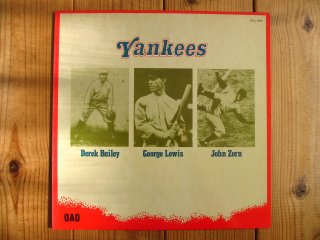 Yankees
Derek Bailey George Lewis John Zorn
OAO